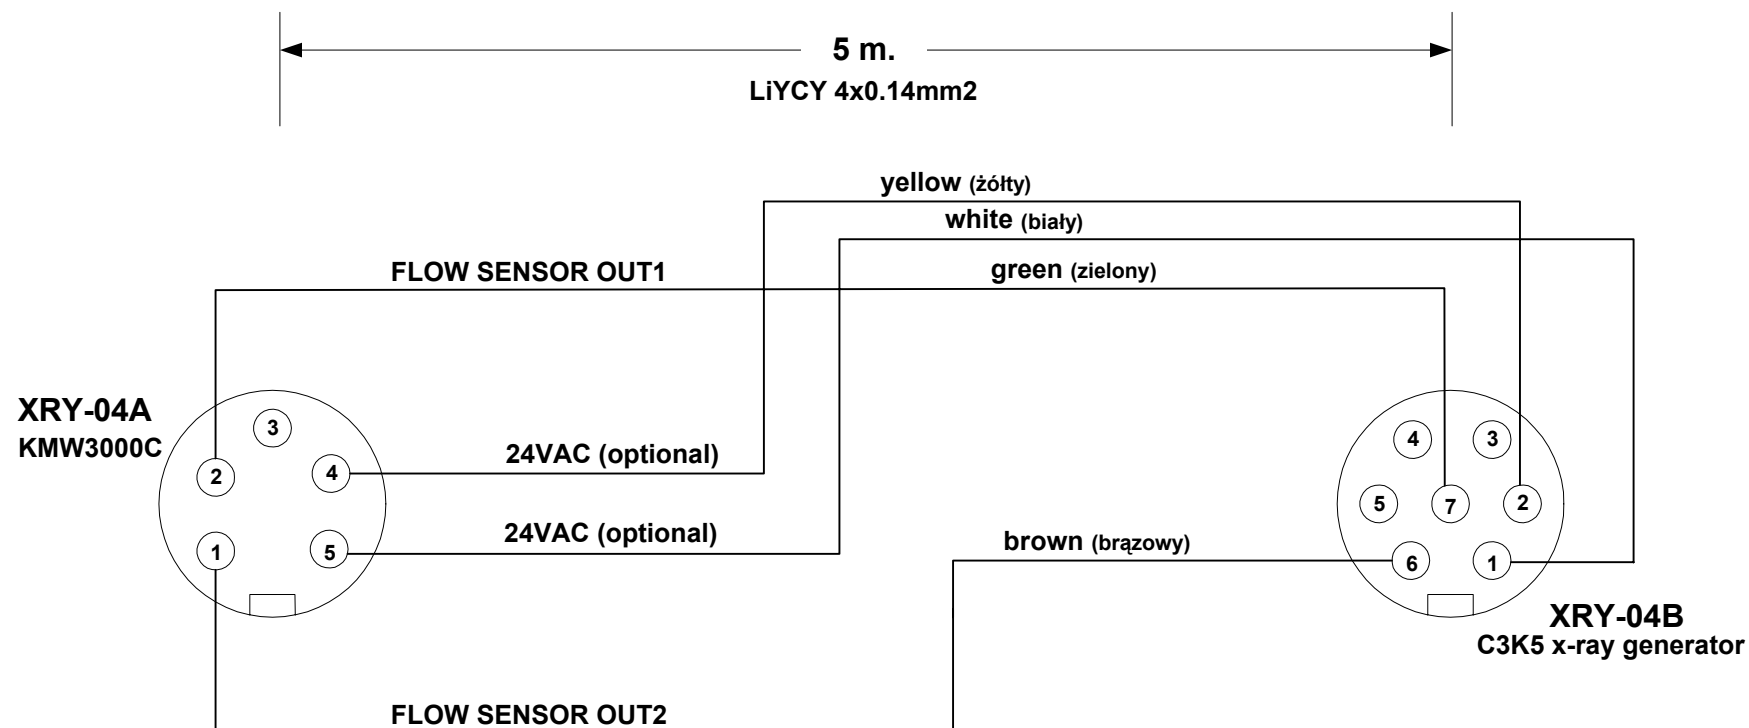 5 m.
LiYCY 4x0.14mm2
yellow (żółty)
white (biały)
FLOW SENSOR OUT1
green (zielony)
XRY-04A
KMW3000C
3
2
4
24VAC (optional)
1
5
24VAC (optional)
4
3
5
7
2
brown (brązowy)
6
1
XRY-04B
C3K5 x-ray generator
FLOW SENSOR OUT2